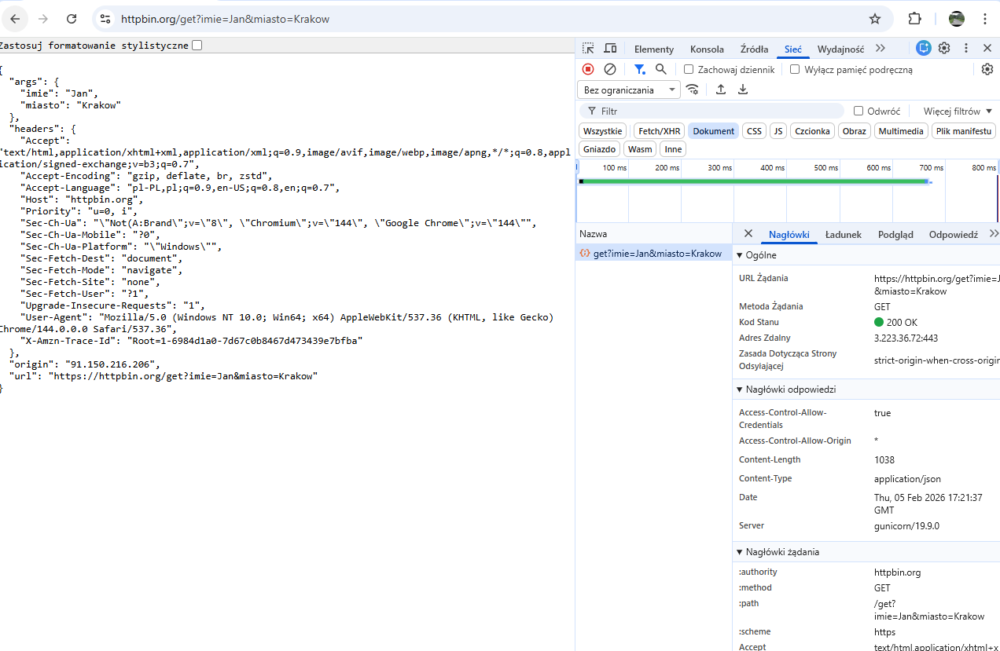 httpbin.org/get?imie=Jan&miasto=Krakow
Zastosuj formatowanie stylistyczne
{
"args": {
"imie": "Jan",
"miasto": "Krakow"
},
"headers": {
"Accept":
"text/html,application/xhtml+xml,application/xml;q=0.9,image/avif,image/webp,image/apng,*/*;q=0.8,appl
ication/signed-exchange;v=b3;q=0.7",
"Accept-Encoding": "gzip, deflate, br, zstd",
"Accept-Language": "pl-PL,pl;q=0.9,en-US;q=0.8,en;q=0.7",
"Host": "httpbin.org",
"Priority": "u=0, i",
"Sec-Ch-Ua": "\"Not(A:Brand\";v=\"8\", \"Chromium\";v=\"144\", \"Google Chrome\";v=\"144\"",
"Sec-Ch-Ua-Mobile": "?0",
"Sec-Ch-Ua-Platform": "\"Windows\"",
"Sec-Fetch-Dest": "document",
"Sec-Fetch-Mode": "navigate",
"Sec-Fetch-Site": "none",
"Sec-Fetch-User": "?1",
"Upgrade-Insecure-Requests": "1",
"User-Agent": "Mozilla/5.0 (Windows NT 10.0; Win64; x64) AppleWebKit/537.36 (KHTML, like Gecko)
Chrome/144.0.0.0 Safari/537.36",
"X-Amzn-Trace-Id": "Root=1-6984d1a0-7d67c0b8467d473439e7bfba"
},
"origin": "91.150.216.206",
"url": "https://httpbin.org/get?imie=Jan&miasto=Krakow"
}
Elementy Konsola Źródła Sieć Wydajność
Zachowaj dziennik Wyłącz pamięć podręczną
Bez ograniczania
Filtr Odwróć Więcej filtrów
Wszystkie Fetch/XHR Dokument CSS JS Czcionka Obraz Multimedia Plik manifestu
Gniazdo Wasm Inne
100 ms 200 ms 300 ms 400 ms 500 ms 600 ms 700 ms 800 ms
Nazwa
get?imie=Jan&miasto=Krakow
Nagłówki Ładunek Podgląd Odpowiedź
Ogólne
URL Żądania https://httpbin.org/get?imie=J
&miasto=Krakow
Metoda Żądania GET
Kod Stanu 200 OK
Adres Zdalny 3.223.36.72:443
Zasada Dotycząca Strony
Odsyłającej strict-origin-when-cross-origin
Nagłówki odpowiedzi
Access-Control-Allow-
Credentials true
Access-Control-Allow-Origin *
Content-Length 1038
Content-Type application/json
Date Thu, 05 Feb 2026 17:21:37
GMT
Server gunicorn/19.9.0
Nagłówki żądania
:authority httpbin.org
:method GET
:path /get?
imie=Jan&miasto=Krakow
:scheme https
Accept text/html,application/xhtml+x